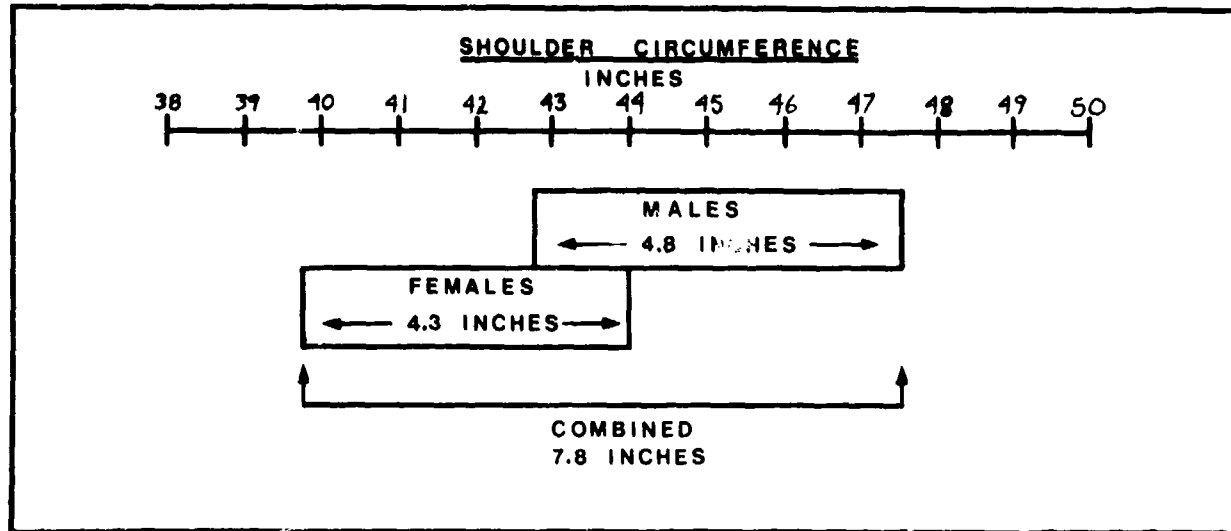 SHOULDER CIRCUMFERENCE
INCHES
38 39 40 41 42 43 44 45 46 47 48 49 50
MALES
4.8 INCHES
FEMALES
4.3 INCHES
COMBINED
7.8 INCHES